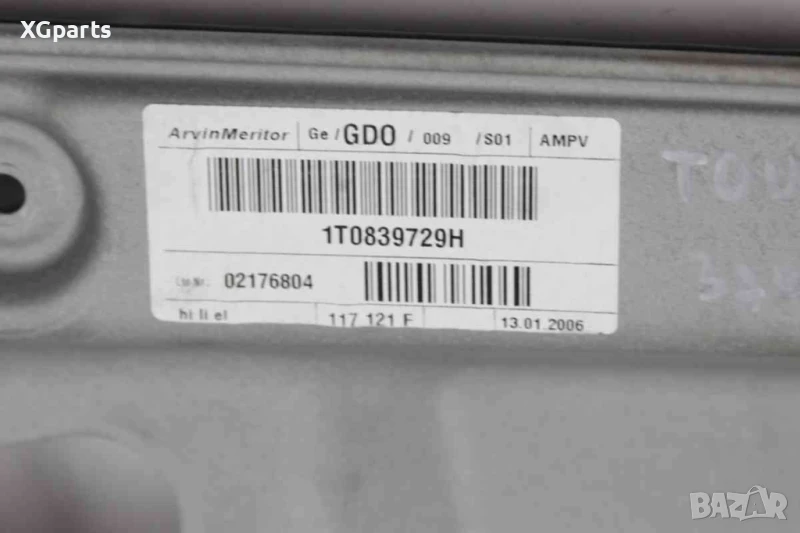 XGparts
ArvinMeritor Ge / GDO / 009 /S01 AMPV
1T0839729H
02176804
hi li el 117 121 F 13.01.2006
TOU
BAZAR